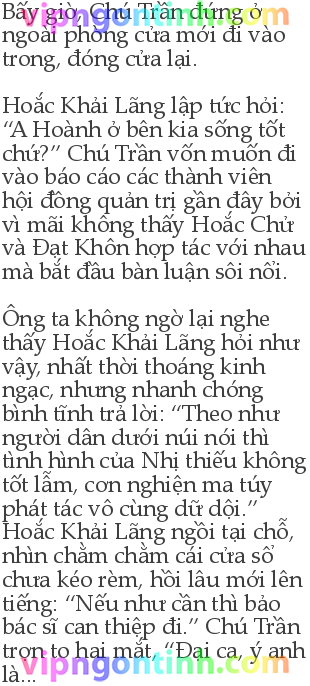 Bấy giờ, Chú Trần đứng ở
ngoài phòng cửa mới đi vào
trong, đóng cửa lại.

Hoắc Khải Lãng lập tức hỏi:
“A Hoành ở bên kia sống tốt
chứ?” Chú Trần vốn muốn đi
vào báo cáo các thành viên
hội đồng quản trị gần đây bởi
vì mãi không thấy Hoắc Chử
và Đạt Khôn hợp tác với nhau
mà bắt đầu bàn luận sôi nổi.

Ông ta không ngờ lại nghe
thấy Hoắc Khải Lãng hỏi như
vậy, nhất thời thoáng kinh
ngạc, nhưng nhanh chóng
bình tĩnh trả lời: “Theo như
người dân dưới núi nói thì
tình hình của Nhị thiếu không
tốt lắm, cơn nghiện ma túy
phát tác vô cùng dữ dội.”
Hoắc Khải Lãng ngồi tại chỗ,
nhìn chằm chằm cái cửa sổ
chưa kéo rèm, hồi lâu mới lên
tiếng: “Nếu như cần thì bảo
bác sĩ can thiệp đi.” Chú Trần
trợn to hai mắt, “Đại ca, ý anh
là...
vipngontinh.com
vipngontinh.com